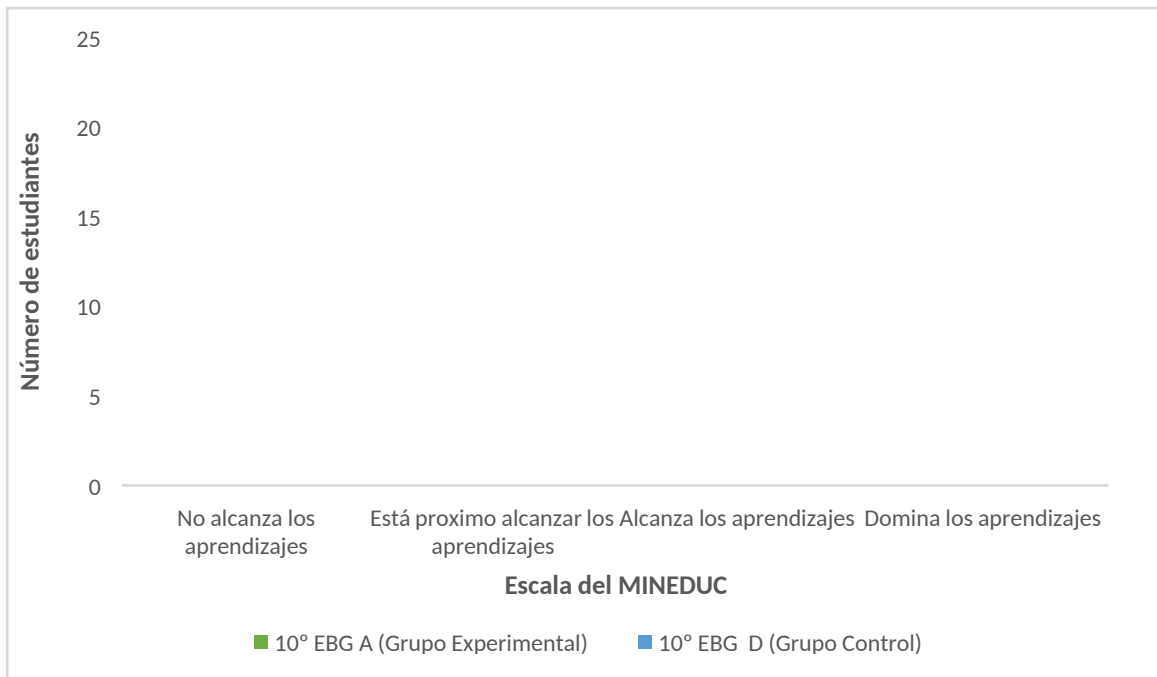 25
20
15
10
5
0
Número de estudiantes
No alcanza los
aprendizajes
Está proximo alcanzar los
aprendizajes
Alcanza los aprendizajes
Domina los aprendizajes
Escala del MINEDUC
10° EBG A (Grupo Experimental)
10° EBG  D (Grupo Control)